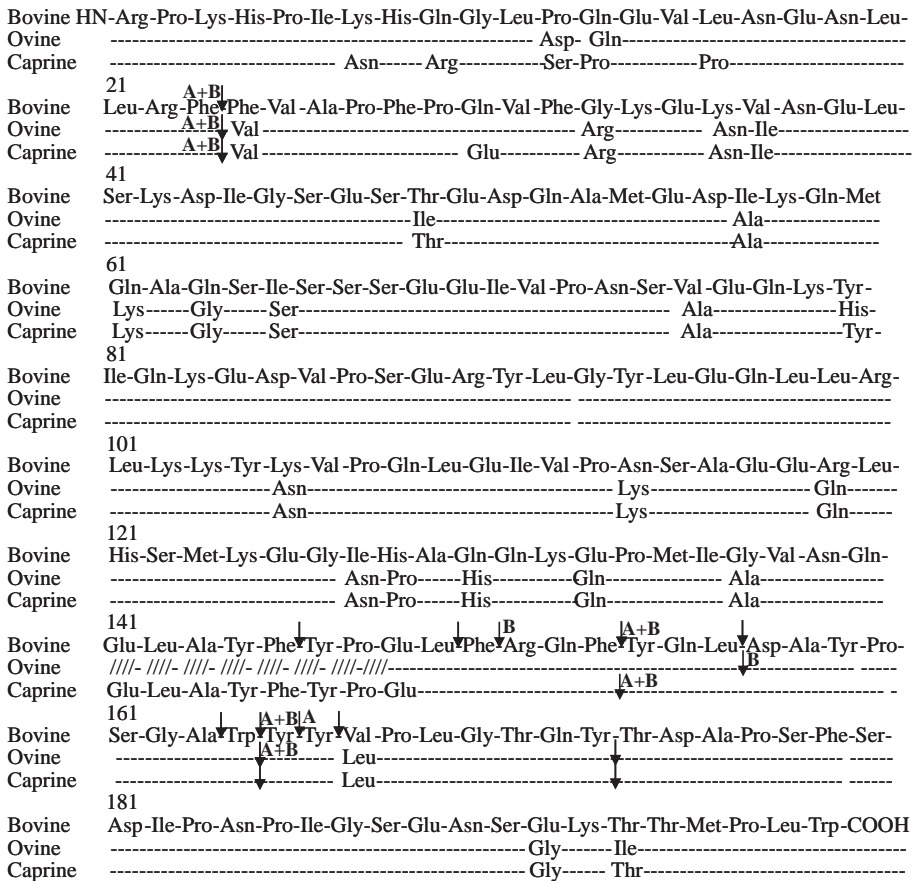 Bovine HN-Arg-Pro-Lys-His-Pro-Ile-Lys-His-Gln-Gly-Leu-Pro-Gln-Glu-Val-Leu-Asn-Glu-Asn-Leu-
Ovine ------------------------------------------------------ Asp- Gln------------------------------------
Caprine ------------------------------ Asn----- Arg-----------Ser-Pro-----------Pro----------------------
21
A+B
Bovine Leu-Arg-Phe Phe-Val-Ala-Pro-Phe-Pro-Gln-Val-Phe-Gly-Lys-Glu-Lys-Val-Asn-Glu-Leu-
Ovine ----------A+B Val-----------------------------------------Arg-------------Asn-Ile-----------------
Caprine ----------A+B Val-------------------------- Glu-----------Arg------------Asn-Ile------------------
41
Bovine Ser-Lys-Asp-Ile-Gly-Ser-Glu-Ser-Thr-Glu-Asp-Gln-Ala-Met-Glu-Asp-Ile-Lys-Gln-Met
Ovine ---------------------------------------Ile------------------------------------- Ala---------------
Caprine -------------------------------------- Thr-------------------------------------Ala---------------
61
Bovine Gln-Ala-Gln-Ser-Ile-Ser-Ser-Ser-Glu-Glu-Ile-Val-Pro-Asn-Ser-Val-Glu-Gln-Lys-Tyr-
Ovine Lys------Gly------Ser----------------------------------------------- Ala----------------His-
Caprine Lys------Gly------Ser----------------------------------------------- Ala----------------Tyr-
81
Bovine Ile-Gln-Lys-Glu-Asp-Val-Pro-Ser-Glu-Arg-Tyr-Leu-Gly-Tyr-Leu-Glu-Gln-Leu-Leu-Arg-
Ovine ------------------------------------------------------------ ----------------------------------------
Caprine ------------------------------------------------------------ ----------------------------------------
101
Bovine Leu-Lys-Lys-Tyr-Lys-Val-Pro-Gln-Leu-Glu-Ile-Val-Pro-Asn-Ser-Ala-Glu-Glu-Arg-Leu-
Ovine --------------------- Asn---------------------------------------Lys---------------------Gln-------
Caprine --------------------- Asn---------------------------------------Lys--------------------- Gln------
121
Bovine His-Ser-Met-Lys-Glu-Gly-Ile-His-Ala-Gln-Gln-Lys-Glu-Pro-Met-Ile-Gly-Val-Asn-Gln-
Ovine ------------------------------ Asn-Pro------His-----------Gln--------------- Ala----------------
Caprine ------------------------------ Asn-Pro------His-----------Gln--------------- Ala----------------
141
B A+B
Bovine Glu-Leu-Ala-Tyr-Phe Tyr-Pro-Glu-Leu Phe Arg-Gln-Phe Tyr-Gln-Leu Asp-Ala-Tyr-Pro-
Ovine ////- ////- ////- ////- ////- ////- ////-////---------------------------------------------B------------- -----
Caprine Glu-Leu-Ala-Tyr-Phe-Tyr-Pro-Glu--------------------------A+B---------------------------------- -
161
A+B A
Bovine Ser-Gly-Ala Trp Tyr Tyr Val-Pro-Leu-Gly-Thr-Gln-Tyr-Thr-Asp-Ala-Pro-Ser-Phe-Ser-
Ovine -------------------A+B-------- Leu------------------------------------------------------------ ------
Caprine ---------------------------- Leu------------------------------------------------------------ ------
181
Bovine Asp-Ile-Pro-Asn-Pro-Ile-Gly-Ser-Glu-Asn-Ser-Glu-Lys-Thr-Thr-Met-Pro-Leu-Trp-COOH
Ovine ------------------------------------------------------Gly-------Ile----------------------------------
Caprine ------------------------------------------------------Gly------ Thr---------------------------------